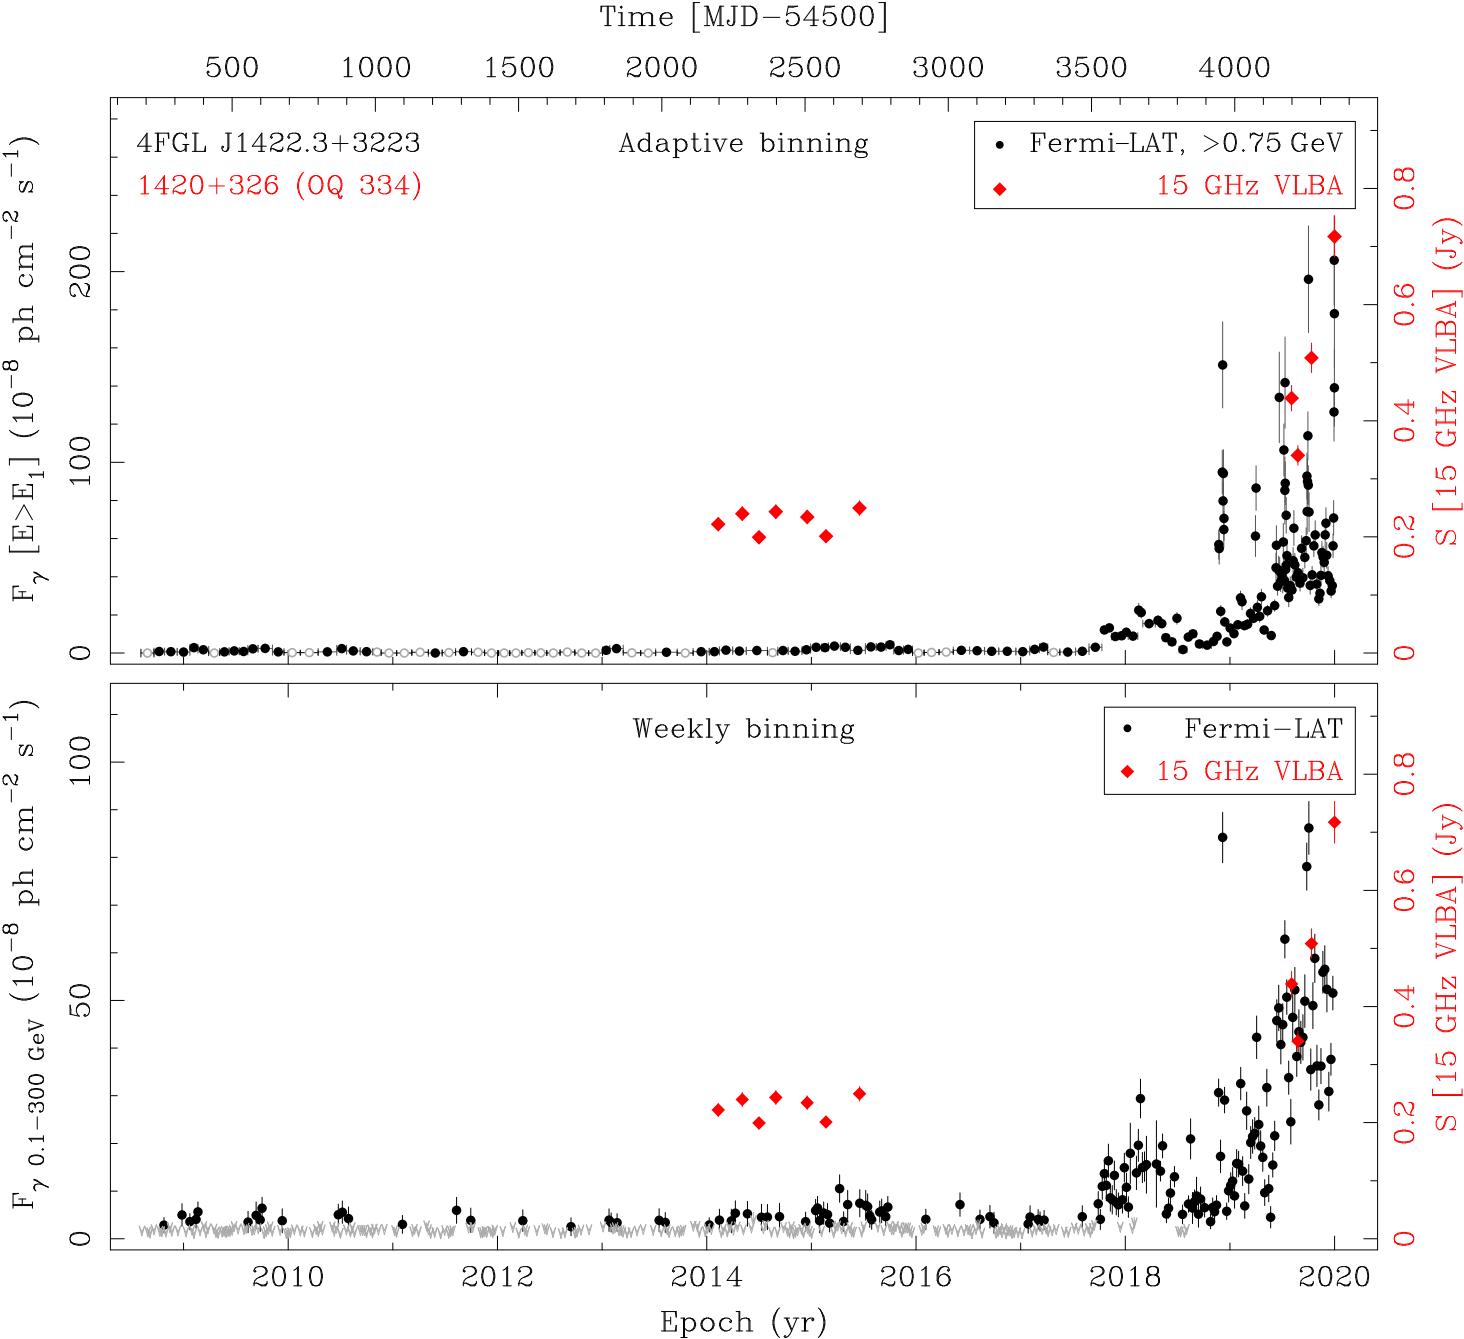 Time [MJD−54500]
500 1000 1500 2000 2500 3000 3500 4000
4FGL J1422.3+3223
1420+326 (OQ 334)
Adaptive binning
Fermi−LAT, >0.75 GeV
15 GHz VLBA
F γ [E>E1] (10−8 ph cm−2 s−1)
0 100 200
S [15 GHz VLBA] (Jy)
0 0.2 0.4 0.6 0.8
Weekly binning
Fermi−LAT
15 GHz VLBA
F γ 0.1−300 GeV (10−8 ph cm−2 s−1)
0 50 100
S [15 GHz VLBA] (Jy)
0 0.2 0.4 0.6 0.8
2010 2012 2014 2016 2018 2020
Epoch (yr)